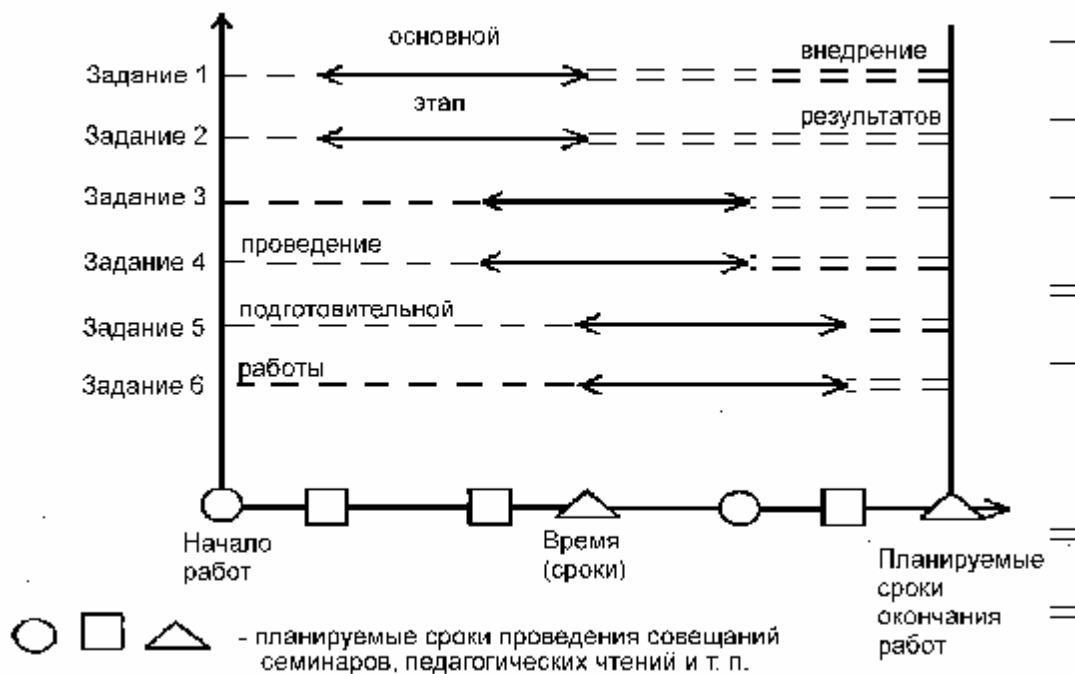 основной
внедрение
Задание 1
этап
результатов
Задание 2
Задание 3
проведение
Задание 4
подготовительной
Задание 5
работы
Задание 6
Начало
работ
Время
(сроки)
Планируемые
сроки
окончания
работ
- планируемые сроки проведения совещаний
семинаров, педагогических чтений и т. п.